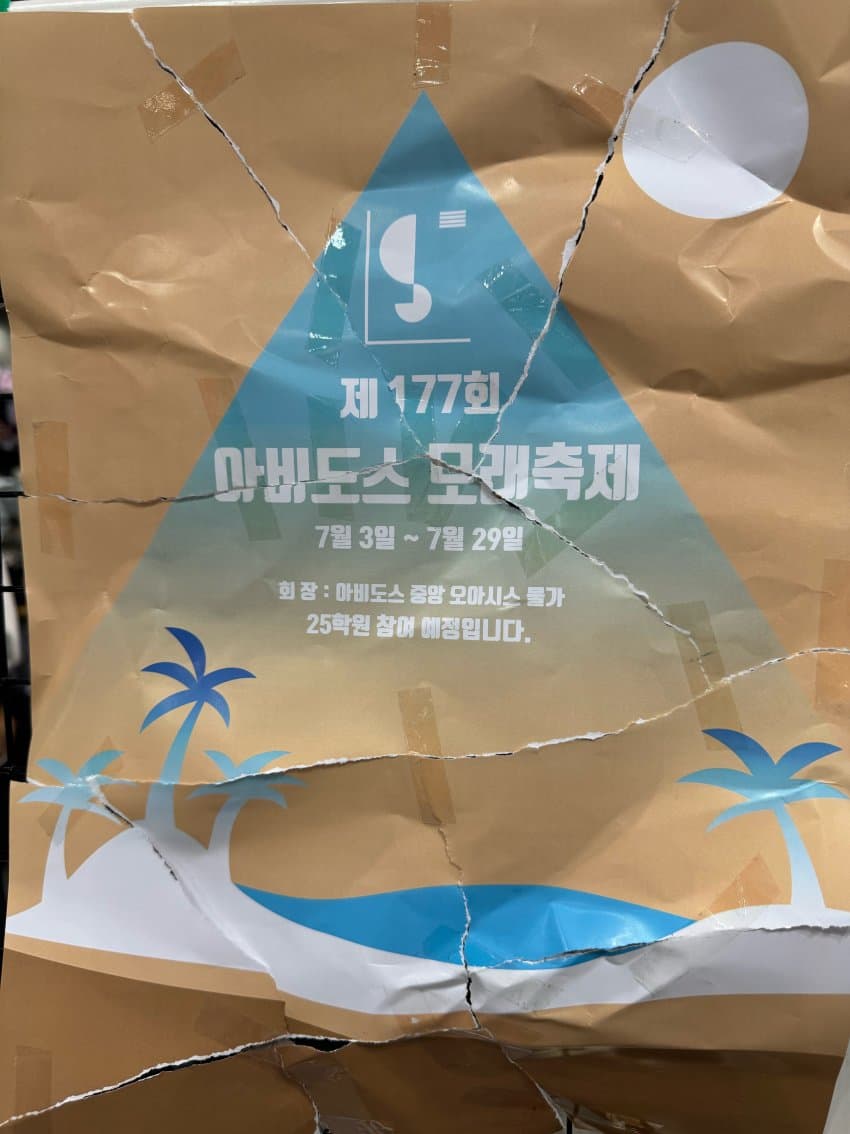 제 177회
아비도스 모래축제
7월 3일 ~ 7월 29일
회 장 : 아비도스 중앙 오아시스 물가
25학원 참여 예정입니다.